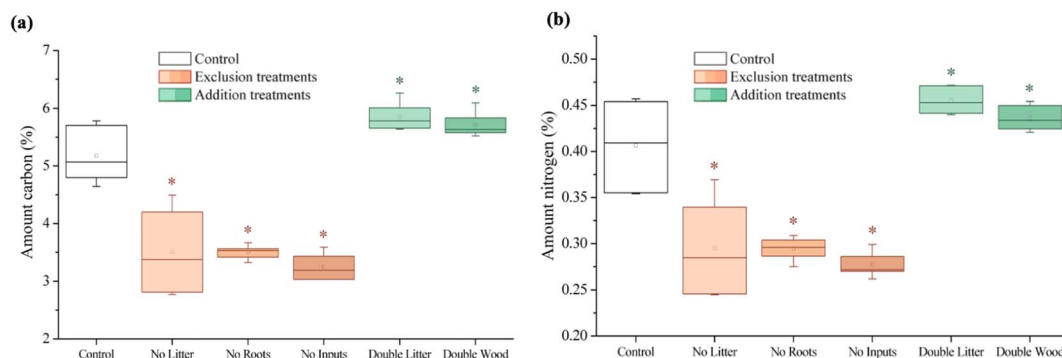 (a)
7
6
5
4
3
2
Amount carbon (%)
Control
Exclusion treatments
Addition treatments
*
*
*
*
*
Control
No Litter
No Roots
No Inputs
Double Litter
Double Wood
(b)
0.50
0.45
0.40
0.35
0.30
0.25
0.20
Amount nitrogen (%)
Control
Exclusion treatments
Addition treatments
*
*
*
*
*
Control
No Litter
No Roots
No Inputs
Double Litter
Double Wood